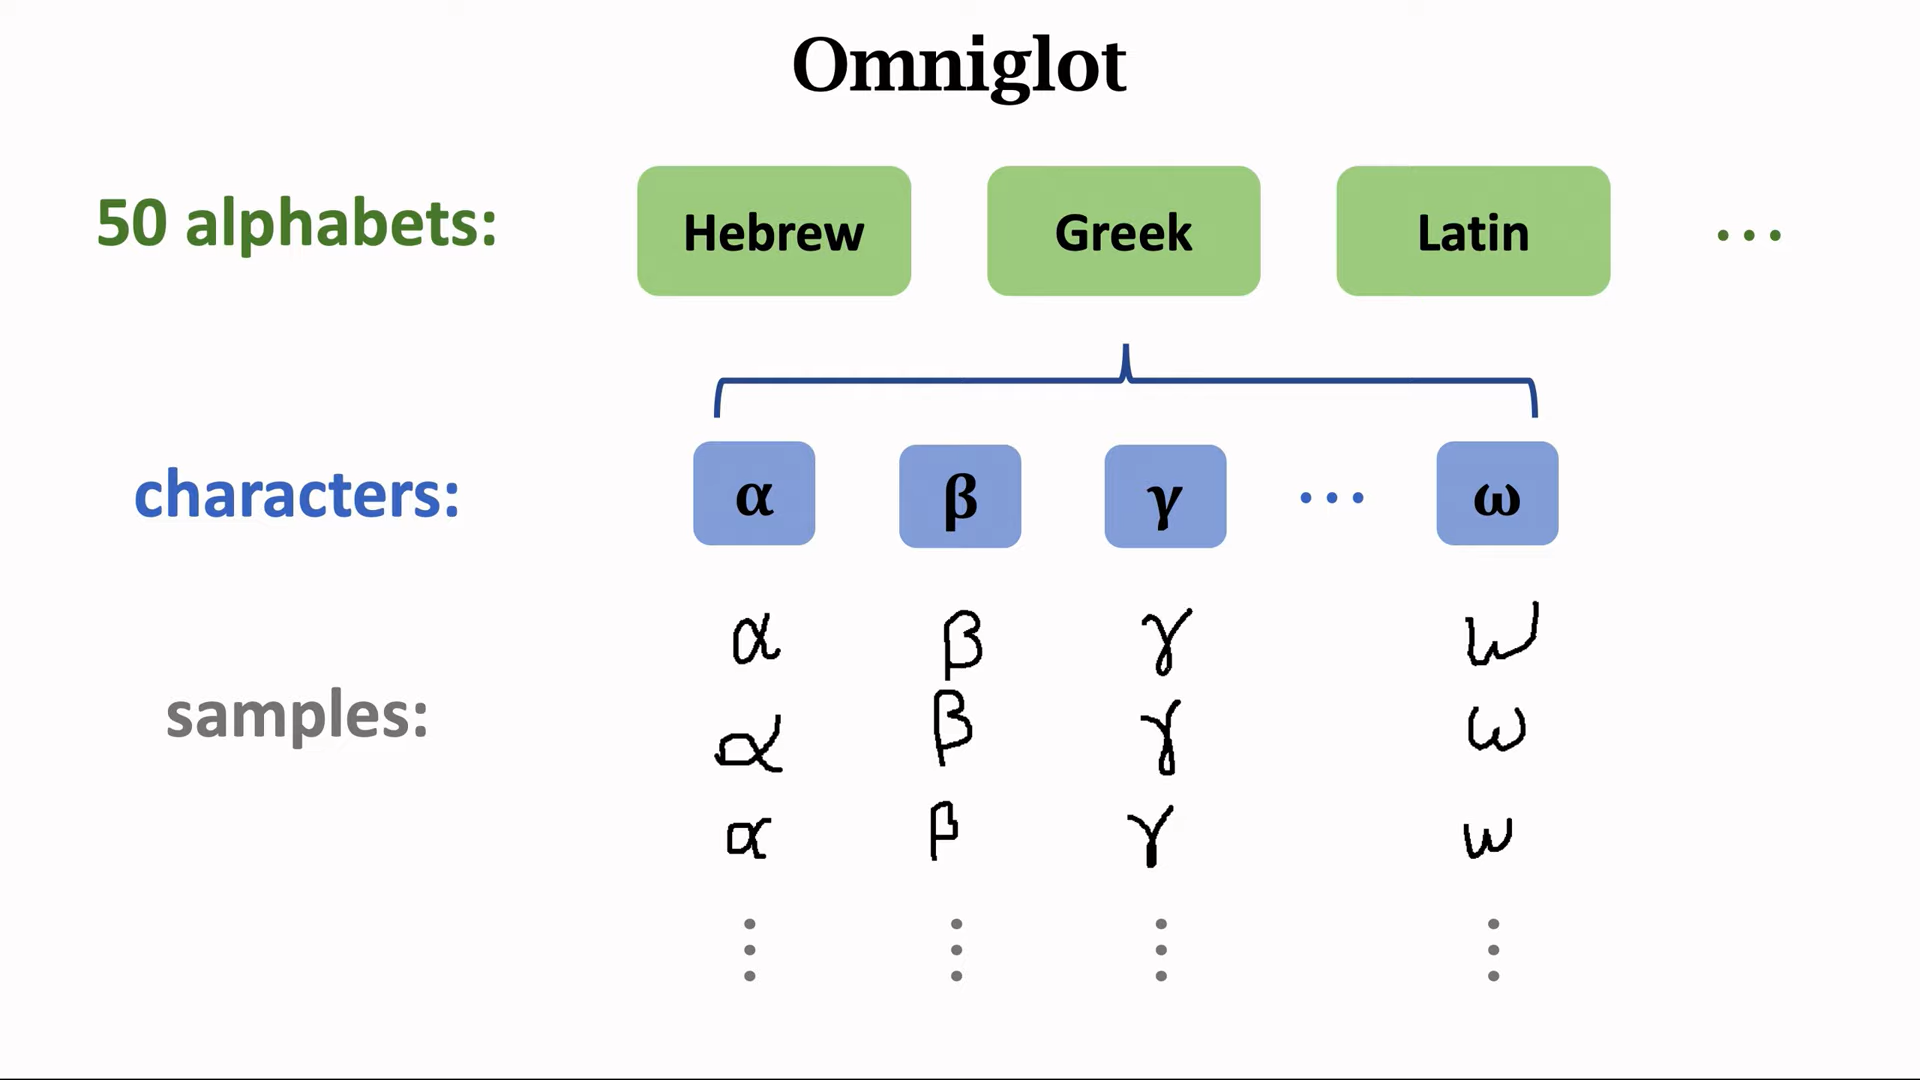 Omniglot
50 alphabets: Hebrew Greek Latin ...
characters: α β γ ... ω
α β γ ω
samples:
α β γ ω
α β γ ω